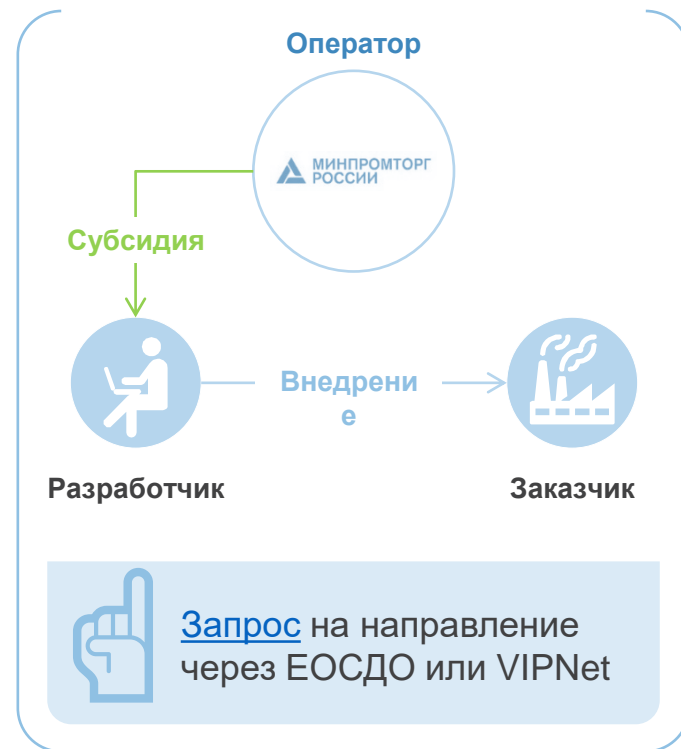 Оператор
МИНПРОМТОРГ
РОССИИ
Субсидия
Внедрени
е
Разработчик
Заказчик
Запрос на направление
через ЕОСДО или VIPNet